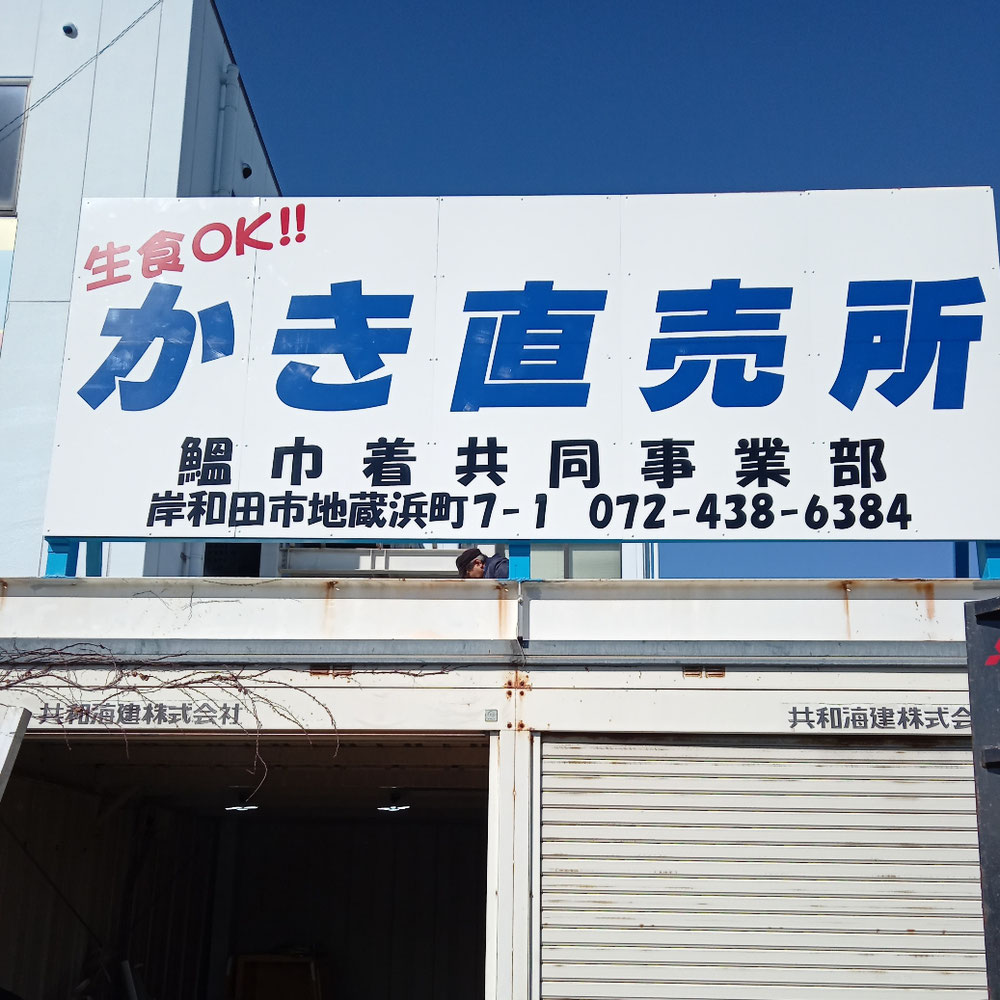 生食OK!!
かき直売所
鰮巾着共同事業部
岸和田市地蔵浜町7-1 072-438-6384
共和海建株式会社
共和海建株式会